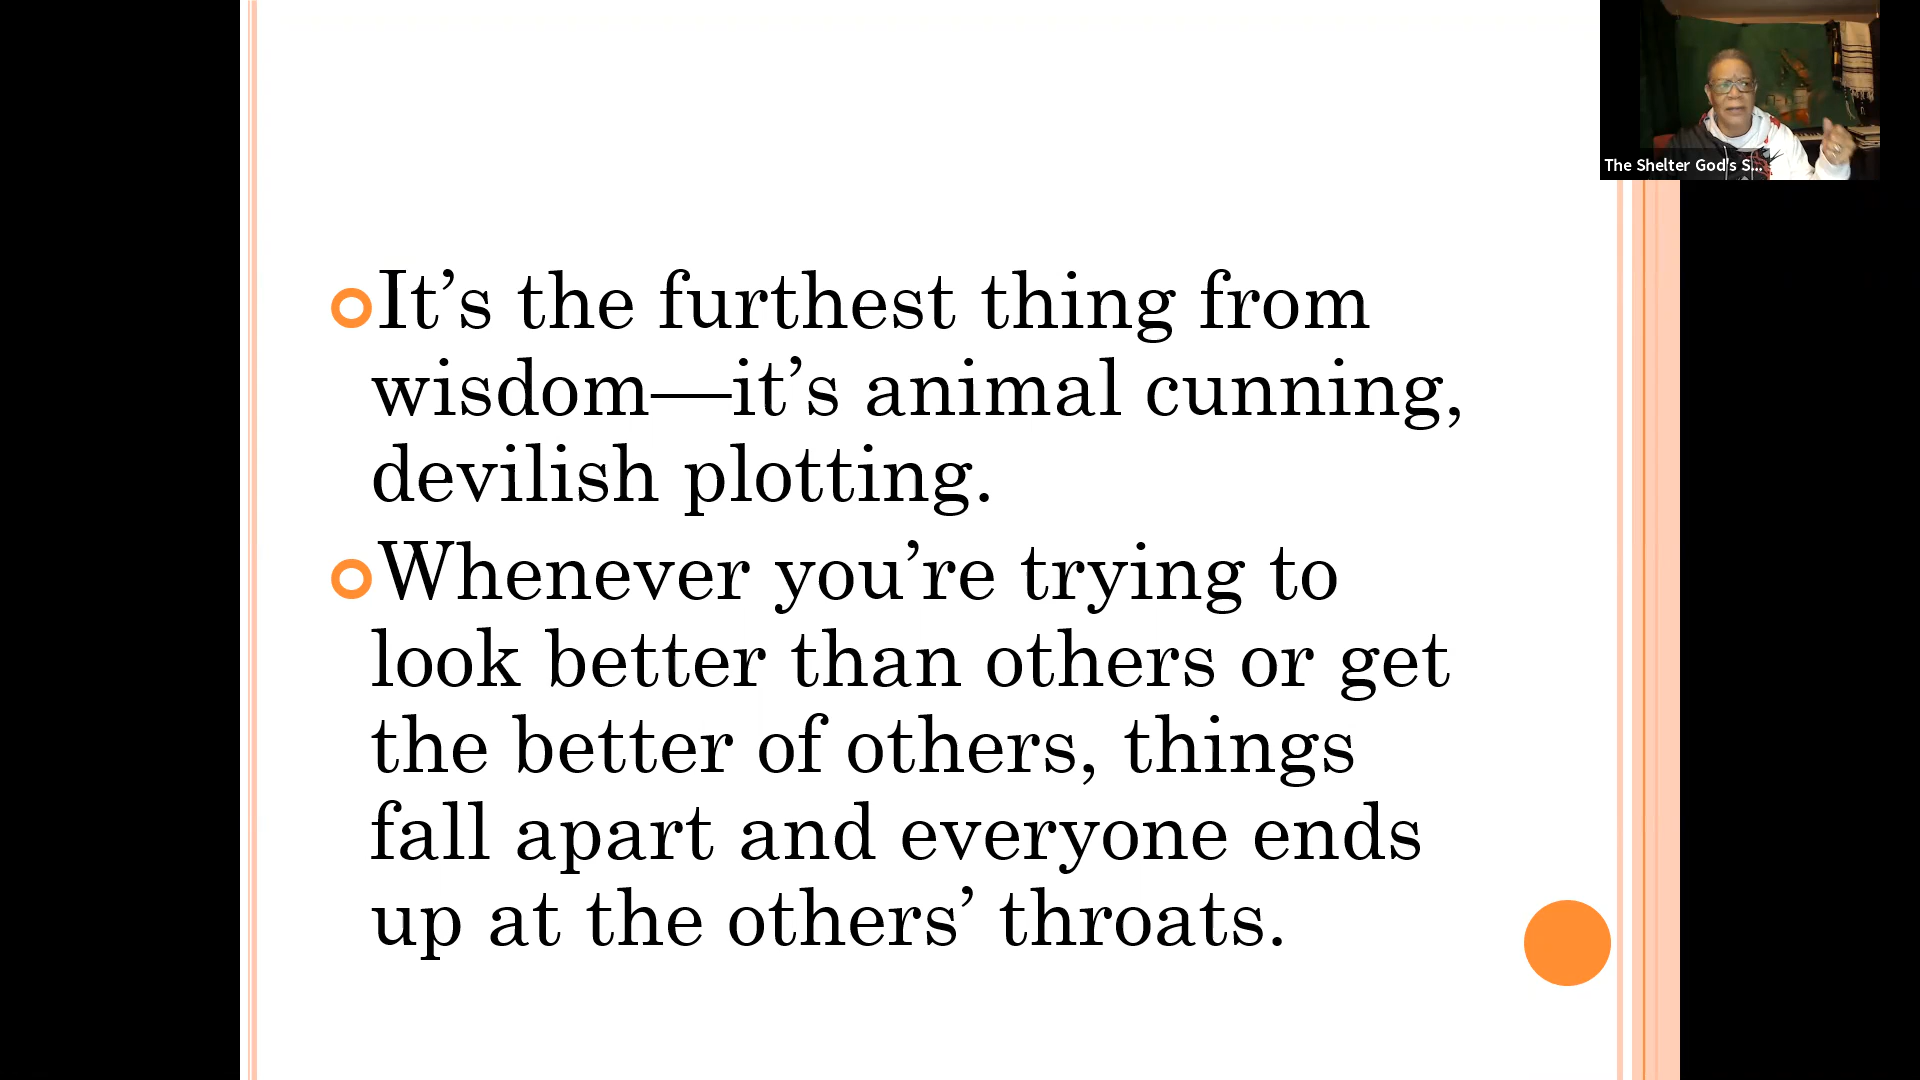 The Shelter God's S...
It’s the furthest thing from
wisdom—it’s animal cunning,
devilish plotting.
Whenever you’re trying to
look better than others or get
the better of others, things
fall apart and everyone ends
up at the others’ throats.